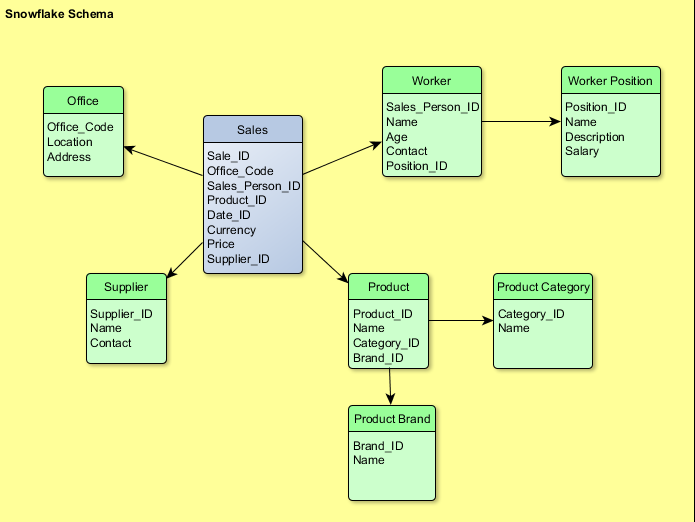 Snowflake Schema
Office
Office_Code
Location
Address
Sales
Sale_ID
Office_Code
Sales_Person_ID
Product_ID
Date_ID
Currency
Price
Supplier_ID
Worker
Sales_Person_ID
Name
Age
Contact
Position_ID
Worker Position
Position_ID
Name
Description
Salary
Supplier
Supplier_ID
Name
Contact
Product
Product_ID
Name
Category_ID
Brand_ID
Product Category
Category_ID
Name
Product Brand
Brand_ID
Name